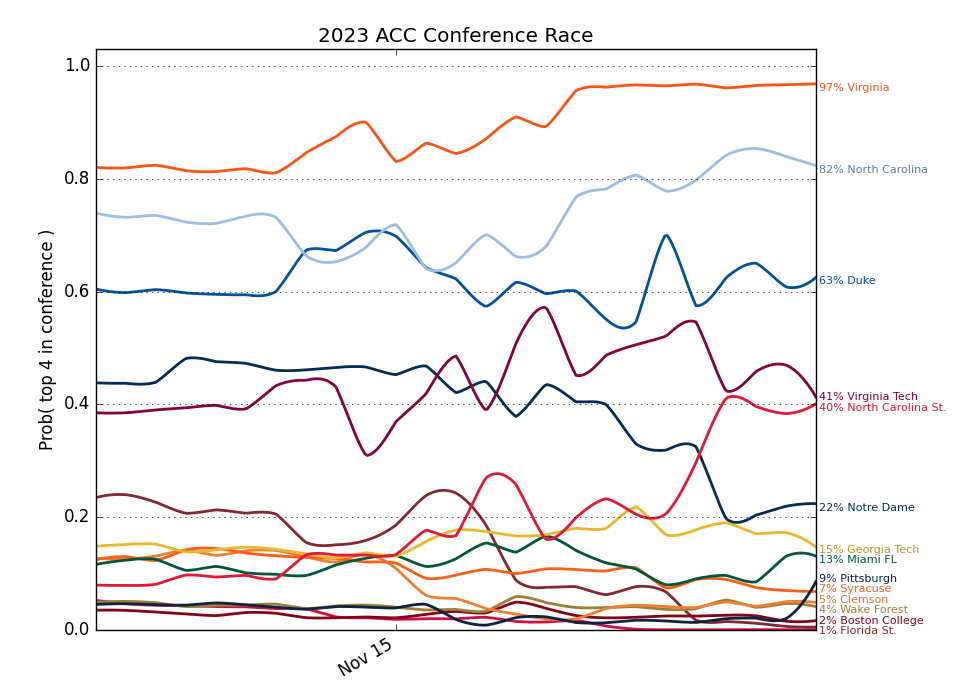 2023 ACC Conference Race
Prob( top 4 in conference )
1.0
0.8
0.6
0.4
0.2
0.0
Nov 15
97% Virginia
82% North Carolina
63% Duke
41% Virginia Tech
40% North Carolina St.
22% Notre Dame
15% Georgia Tech
13% Miami FL
9% Pittsburgh
7% Syracuse
5% Clemson
4% Wake Forest
2% Boston College
1% Florida St.